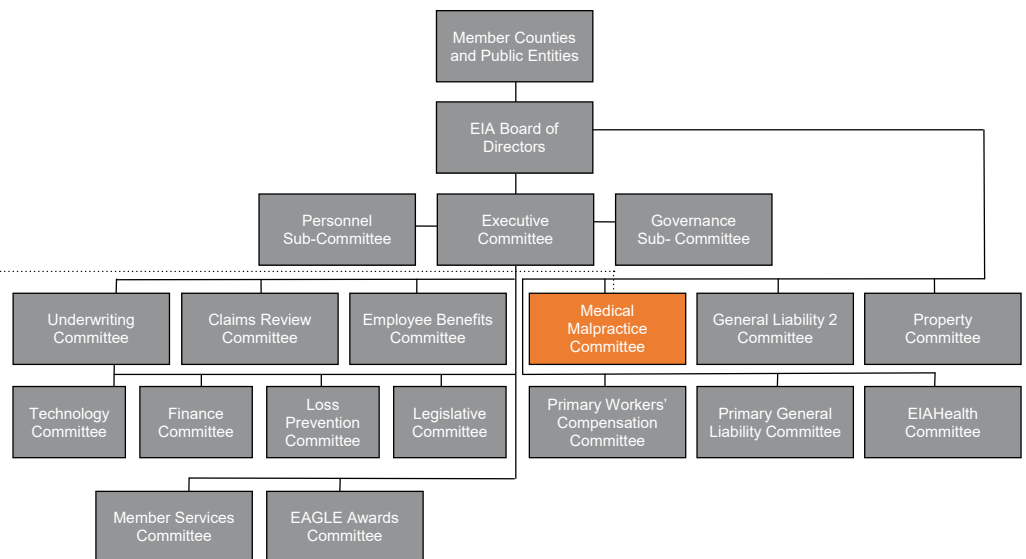 Member Counties
and Public Entities
EIA Board of
Directors
Personnel
Sub-Committee
Executive
Committee
Governance
Sub- Committee
Underwriting
Committee
Claims Review
Committee
Employee Benefits
Committee
Medical
Malpractice
Committee
General Liability 2
Committee
Property
Committee
Technology
Committee
Finance
Committee
Loss
Prevention
Committee
Legislative
Committee
Primary Workers’
Compensation
Committee
Primary General
Liability Committee
EIAHealth
Committee
Member Services
Committee
EAGLE Awards
Committee